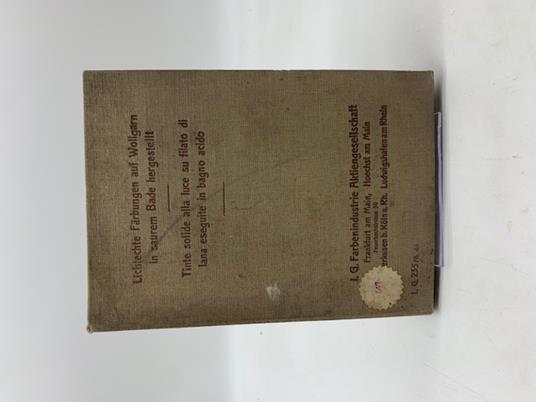 Lichtechte Färbungen auf Wollgarn
in saurem Bade hergestellt
Tinte solide alla luce su filato di
lana eseguite in bagno acido
I. G. Farbenindustrie Aktiengesellschaft
Frankfurt am Main, Hoechst am Main
Leverkusen b. Köln a. Rh. Ludwigshafen am Rhein
I. G. 255